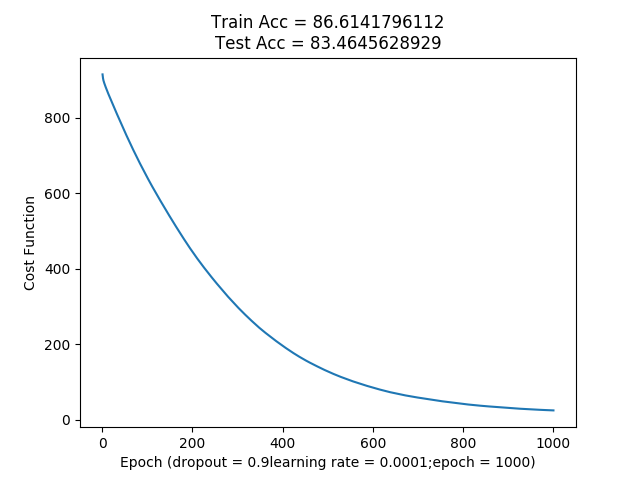 Train Acc = 86.6141796112
Test Acc = 83.4645628929
Cost Function
800
600
400
200
0
0 200 400 600 800 1000
Epoch (dropout = 0.9learning rate = 0.0001;epoch = 1000)